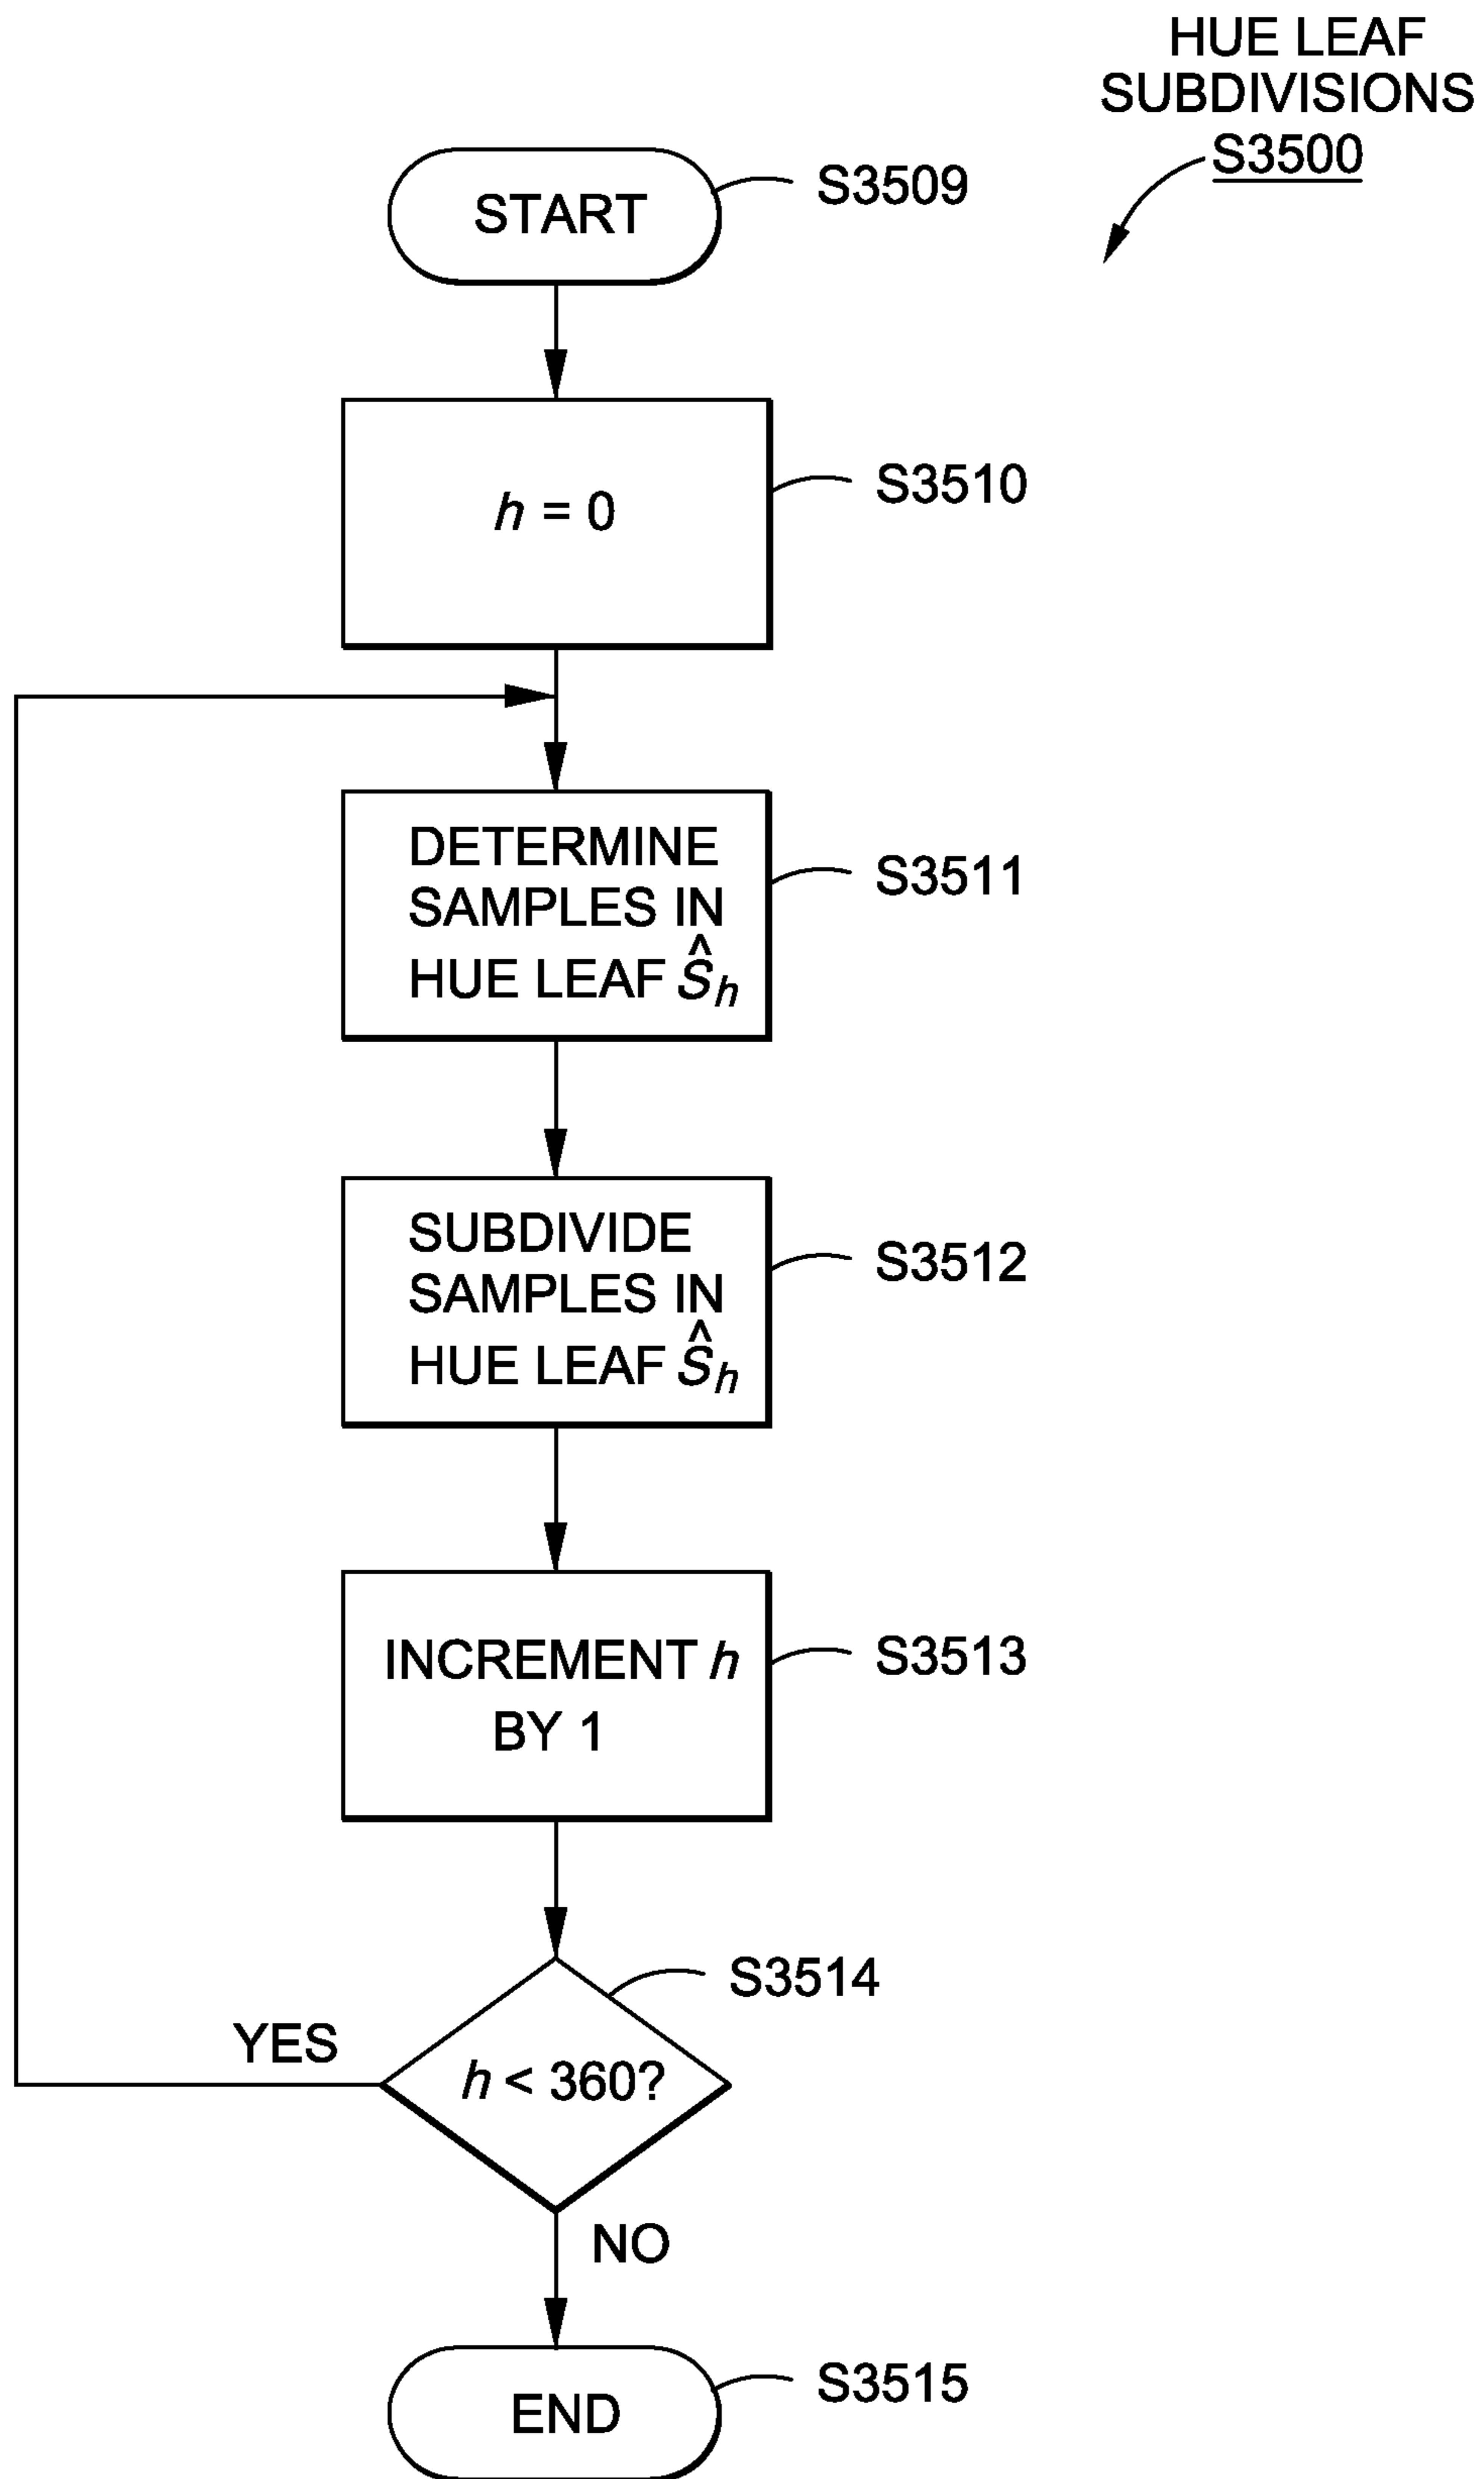 HUE LEAF
SUBDIVISIONS
S3500
START
S3509
h = 0
S3510
DETERMINE
SAMPLES IN
HUE LEAF Ŝh
S3511
SUBDIVIDE
SAMPLES IN
HUE LEAF Ŝh
S3512
INCREMENT h
BY 1
S3513
S3514
h < 360?
YES
NO
END
S3515